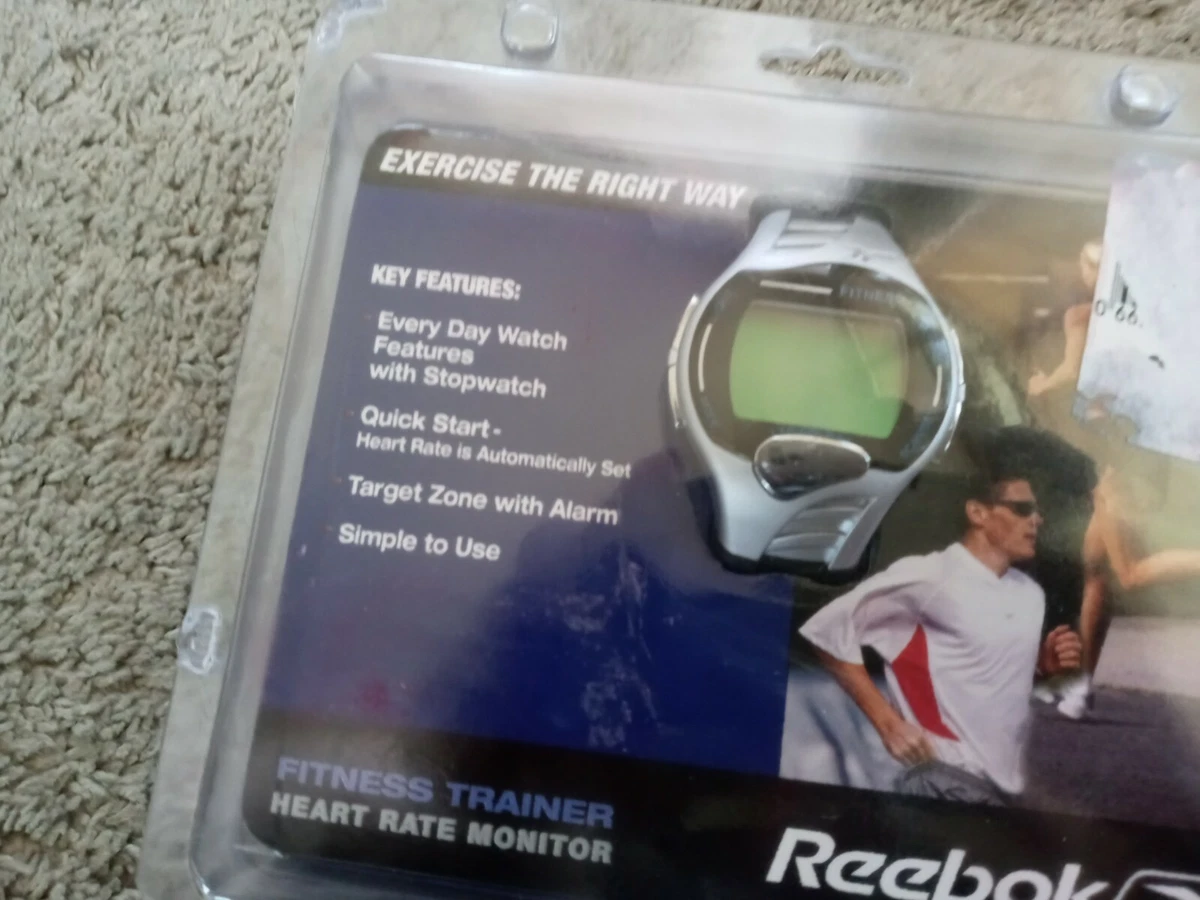 EXERCISE THE RIGHT WAY
KEY FEATURES:
Every Day Watch
Features
with Stopwatch
Quick Start-
Heart Rate is Automatically Set
Target Zone with Alarm
Simple to Use
FITNESS TRAINER
HEART RATE MONITOR
Reebok